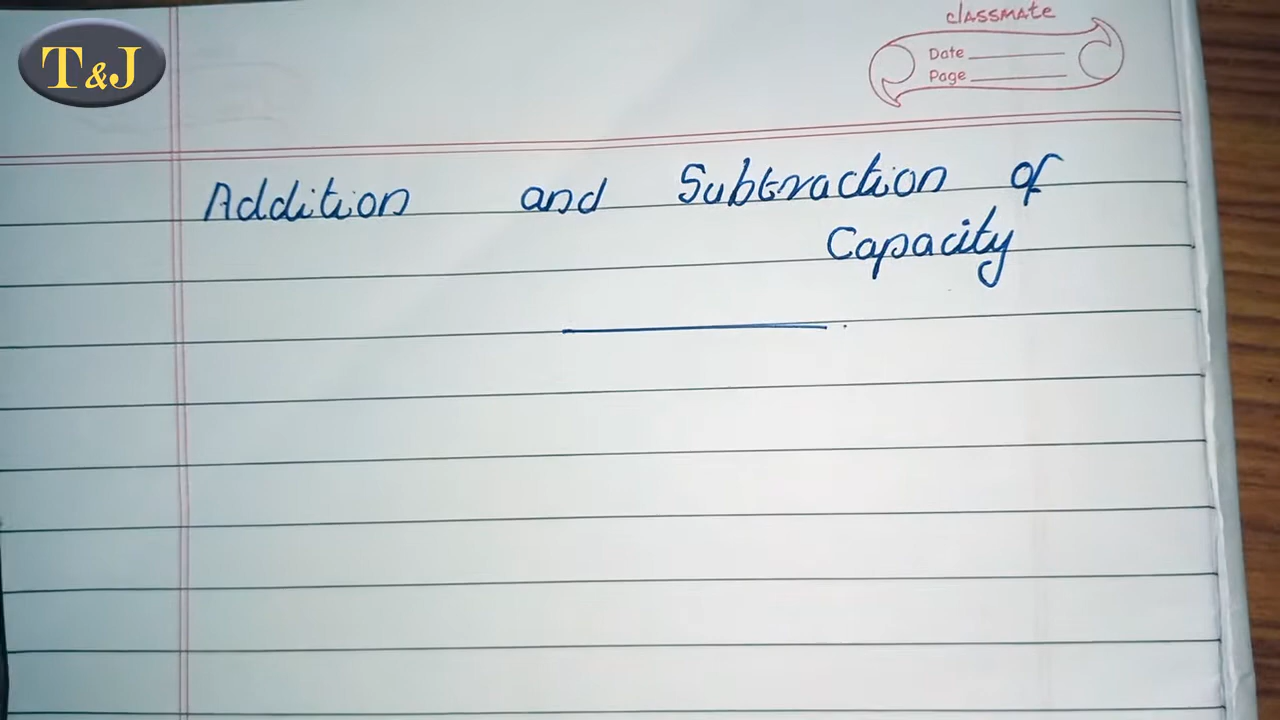 T&J
classmate
Date
Page
Addition and Subtraction of
Capacity